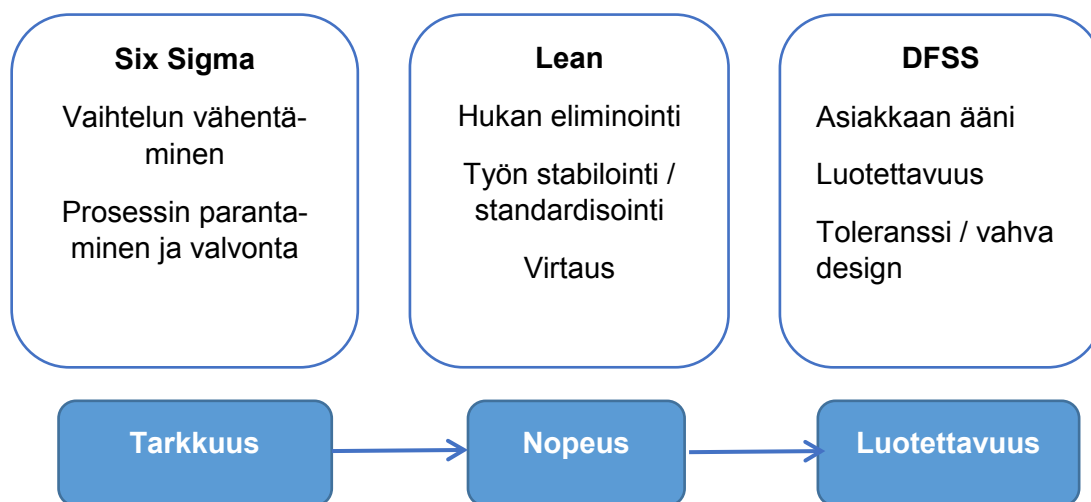 Six Sigma
Vaihtelun vähentä-
minen
Prosessin paranta-
minen ja valvonta
Lean
Hukan eliminointi
Työn stabilointi /
standardisointi
Virtaus
DFSS
Asiakkaan ääni
Luotettavuus
Toleranssi / vahva
design
Tarkkuus
Nopeus
Luotettavuus